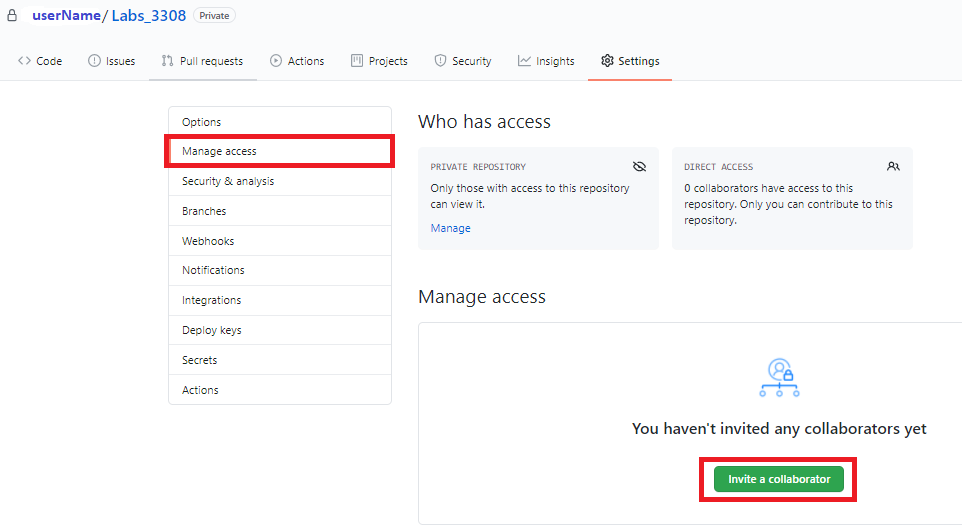 userName/ Labs_3308 Private
Code Issues Pull requests Actions Projects Security Insights Settings
Options
Manage access
Security & analysis
Branches
Webhooks
Notifications
Integrations
Deploy keys
Secrets
Actions
Who has access
PRIVATE REPOSITORY
Only those with access to this repository
can view it.
Manage
DIRECT ACCESS
0 collaborators have access to this
repository. Only you can contribute to this
repository.
Manage access
You haven't invited any collaborators yet
Invite a collaborator